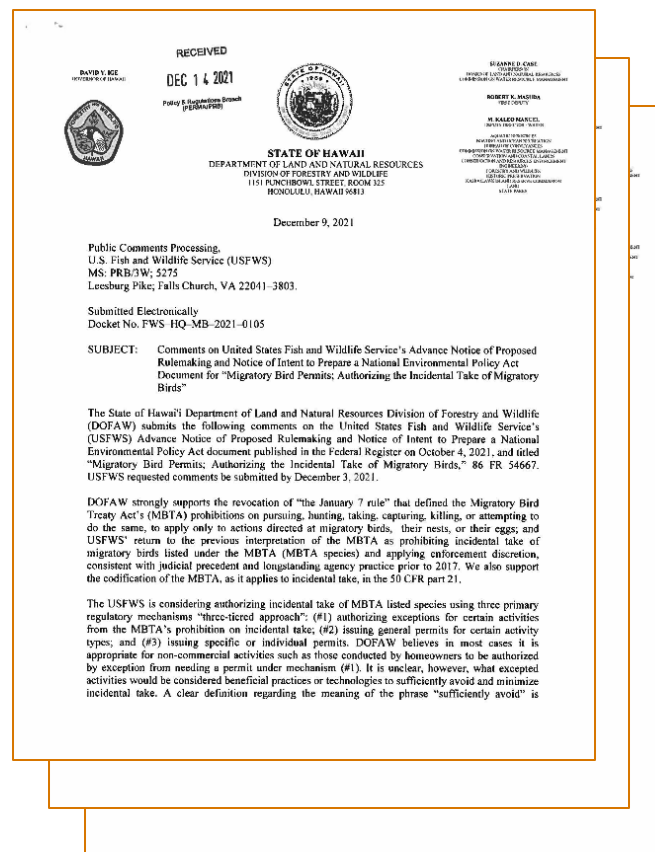 RECEIVED
DEC 14 2021
Policy & Regulations Branch
(PERMA/PRB)
DAVID Y. IGE
GOVERNOR OF HAWAII
STATE OF HAWAII
1959
HAWAII
SUZANNE D. CASE
CHAIRPERSON
ROBERT K. MASUDA
FIRST DEPUTY
M. KALEO MANUEL
STATE OF HAWAII
DEPARTMENT OF LAND AND NATURAL RESOURCES
DIVISION OF FORESTRY AND WILDLIFE
1151 PUNCHBOWL STREET, ROOM 325
HONOLULU, HAWAII 96813
ENGINEERING
FORESTRY AND WILDLIFE
HISTORIC PRESERVATION
LAND
STATE PARKS
December 9, 2021
Public Comments Processing,
U.S. Fish and Wildlife Service (USFWS)
MS: PRB/3W; 5275
Leesburg Pike; Falls Church, VA 22041–3803.
Submitted Electronically
Docket No. FWS–HQ–MB–2021–0105
SUBJECT: Comments on United States Fish and Wildlife Service's Advance Notice of Proposed
Rulemaking and Notice of Intent to Prepare a National Environmental Policy Act
Document for "Migratory Bird Permits; Authorizing the Incidental Take of Migratory
Birds"
The State of Hawai'i Department of Land and Natural Resources Division of Forestry and Wildlife
(DOFAW) submits the following comments on the United States Fish and Wildlife Service's
(USFWS) Advance Notice of Proposed Rulemaking and Notice of Intent to Prepare a National
Environmental Policy Act document published in the Federal Register on October 4, 2021, and titled
"Migratory Bird Permits; Authorizing the Incidental Take of Migratory Birds," 86 FR 54667.
USFWS requested comments be submitted by December 3, 2021.
DOFAW strongly supports the revocation of "the January 7 rule" that defined the Migratory Bird
Treaty Act's (MBTA) prohibitions on pursuing, hunting, taking, capturing, killing, or attempting to
do the same, to apply only to actions directed at migratory birds, their nests, or their eggs; and
USFWS' return to the previous interpretation of the MBTA as prohibiting incidental take of
migratory birds listed under the MBTA (MBTA species) and applying enforcement discretion,
consistent with judicial precedent and longstanding agency practice prior to 2017. We also support
the codification of the MBTA, as it applies to incidental take, in the 50 CFR part 21.
The USFWS is considering authorizing incidental take of MBTA listed species using three primary
regulatory mechanisms "three-tiered approach": (#1) authorizing exceptions for certain activities
from the MBTA's prohibition on incidental take; (#2) issuing general permits for certain activity
types; and (#3) issuing specific or individual permits. DOFAW believes in most cases it is
appropriate for non-commercial activities such as those conducted by homeowners to be authorized
by exception from needing a permit under mechanism (#1). It is unclear, however, what excepted
activities would be considered beneficial practices or technologies to sufficiently avoid and minimize
incidental take. A clear definition regarding the meaning of the phrase "sufficiently avoid" is